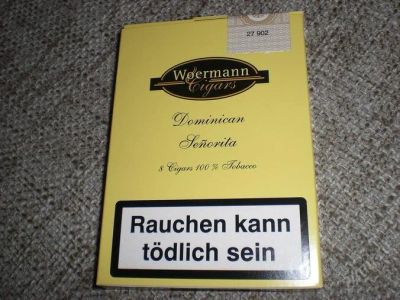 27 902
Woermann
Cigars
Dominican
Señorita
8 Cigars 100 % Tobacco
Rauchen kann
tödlich sein